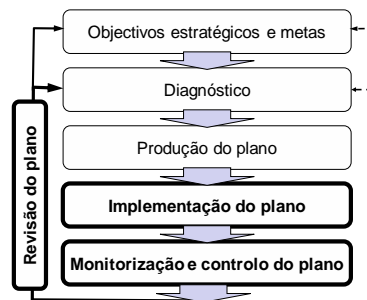 Objectivos estratégicos e metas
Diagnóstico
Produção do plano
Implementação do plano
Monitorização e controlo do plano
Revisão do plano